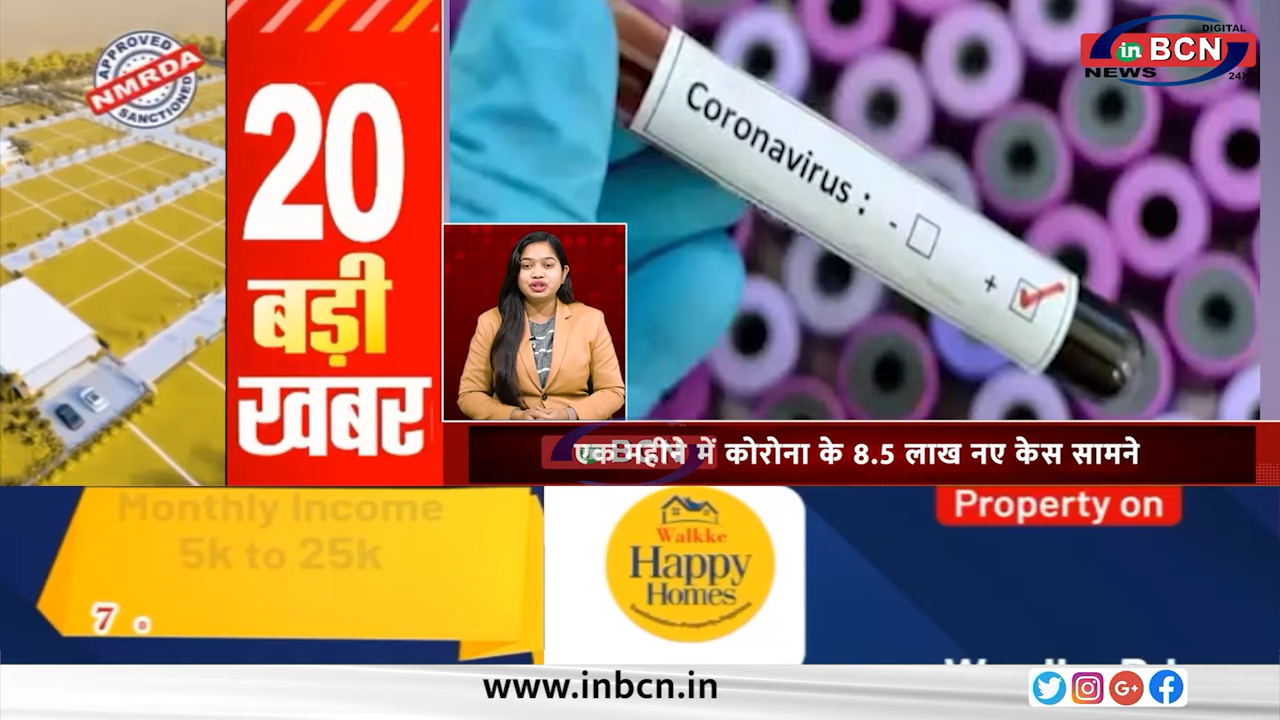 APPROVED
NMRDA
SANCTIONED
20
बड़ी
खबर
Coronavirus :
-
+
DIGITAL
in BCN
NEWS
एक महीने में कोरोना के 8.5 लाख नए केस सामने
Monthly Income
5k to 25k
7
Walkke
Happy
Homes
Property on
www.inbcn.in